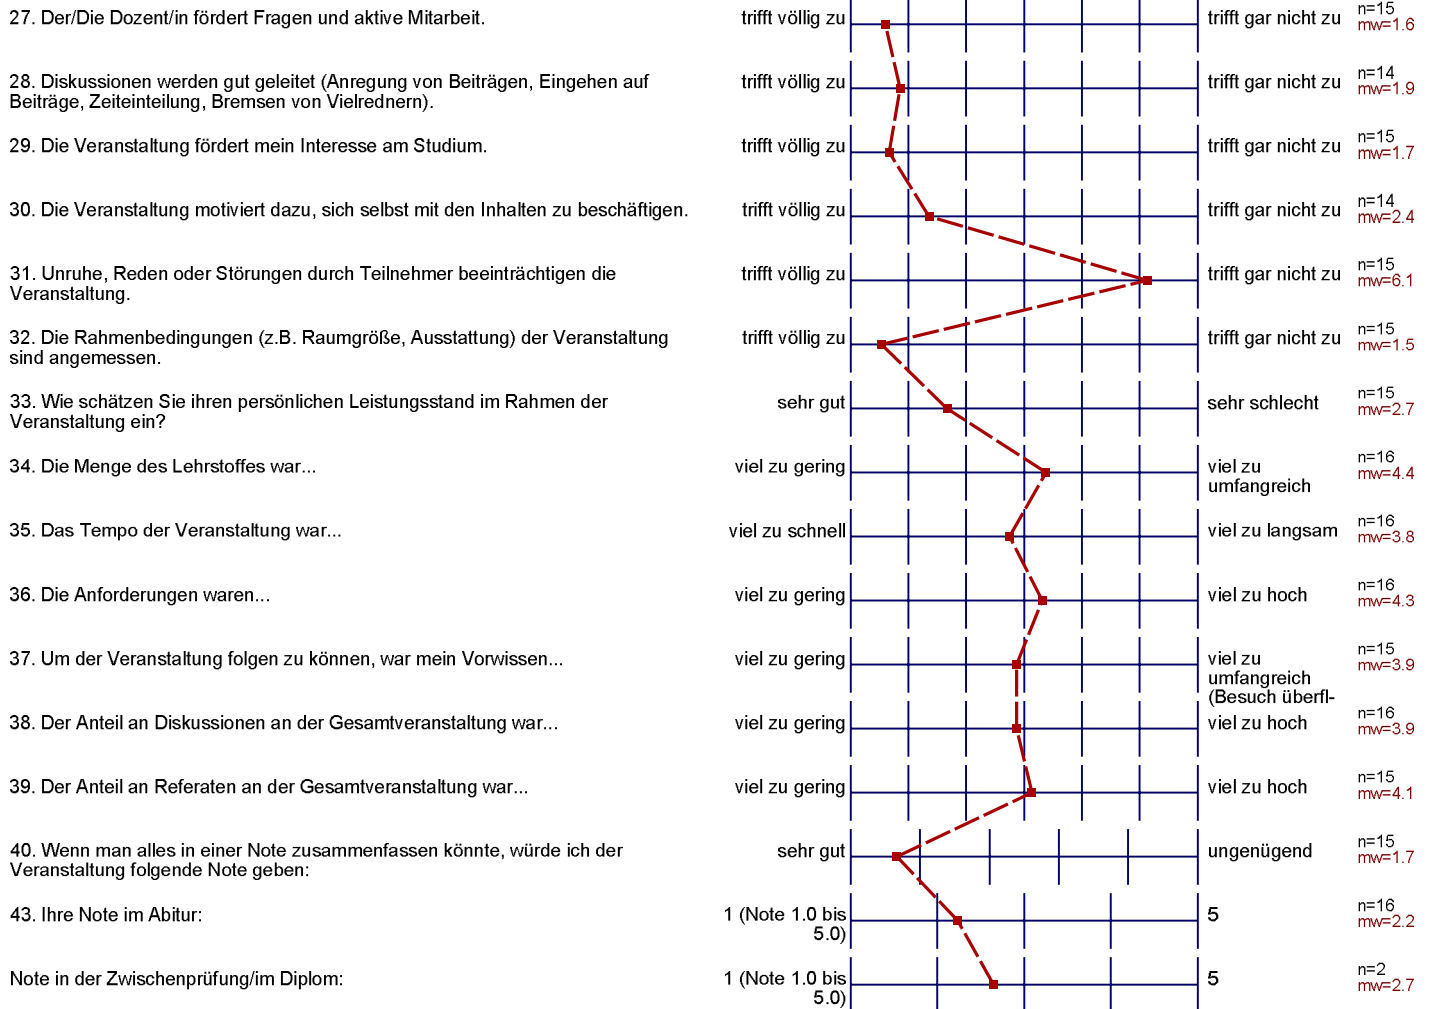 27. Der/Die Dozent/in fördert Fragen und aktive Mitarbeit.
trifft völlig zu
trifft gar nicht zu
n=15
mw=1.6
28. Diskussionen werden gut geleitet (Anregung von Beiträgen, Eingehen auf
Beiträge, Zeiteinteilung, Bremsen von Vielrednern).
trifft völlig zu
trifft gar nicht zu
n=14
mw=1.9
29. Die Veranstaltung fördert mein Interesse am Studium.
trifft völlig zu
trifft gar nicht zu
n=15
mw=1.7
30. Die Veranstaltung motiviert dazu, sich selbst mit den Inhalten zu beschäftigen.
trifft völlig zu
trifft gar nicht zu
n=14
mw=2.4
31. Unruhe, Reden oder Störungen durch Teilnehmer beeinträchtigen die
Veranstaltung.
trifft völlig zu
trifft gar nicht zu
n=15
mw=6.1
32. Die Rahmenbedingungen (z.B. Raumgröße, Ausstattung) der Veranstaltung
sind angemessen.
trifft völlig zu
trifft gar nicht zu
n=15
mw=1.5
33. Wie schätzen Sie ihren persönlichen Leistungsstand im Rahmen der
Veranstaltung ein?
sehr gut
sehr schlecht
n=15
mw=2.7
34. Die Menge des Lehrstoffes war...
viel zu gering
viel zu
umfangreich
n=16
mw=4.4
35. Das Tempo der Veranstaltung war...
viel zu schnell
viel zu langsam
n=16
mw=3.8
36. Die Anforderungen waren...
viel zu gering
viel zu hoch
n=16
mw=4.3
37. Um der Veranstaltung folgen zu können, war mein Vorwissen...
viel zu gering
viel zu
umfangreich
(Besuch überfl-
n=15
mw=3.9
38. Der Anteil an Diskussionen an der Gesamtveranstaltung war...
viel zu gering
viel zu hoch
n=16
mw=3.9
39. Der Anteil an Referaten an der Gesamtveranstaltung war...
viel zu gering
viel zu hoch
n=15
mw=4.1
40. Wenn man alles in einer Note zusammenfassen könnte, würde ich der
Veranstaltung folgende Note geben:
sehr gut
ungenügend
n=15
mw=1.7
43. Ihre Note im Abitur:
1 (Note 1.0 bis
5.0)
5
n=16
mw=2.2
Note in der Zwischenprüfung/im Diplom:
1 (Note 1.0 bis
5.0)
5
n=2
mw=2.7